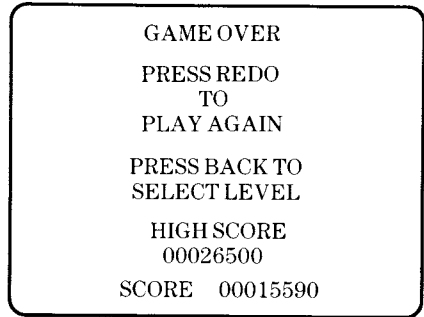 GAME OVER
PRESS REDO
TO
PLAY AGAIN
PRESS BACK TO
SELECT LEVEL
HIGH SCORE
00026500
SCORE 00015590